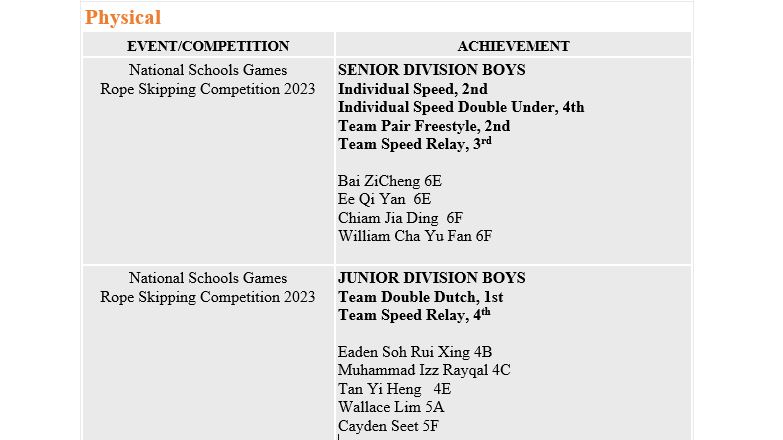 Physical
EVENT/COMPETITION
ACHIEVEMENT
National Schools Games
Rope Skipping Competition 2023
SENIOR DIVISION BOYS
Individual Speed, 2nd
Individual Speed Double Under, 4th
Team Pair Freestyle, 2nd
Team Speed Relay, 3rd
Bai ZiCheng 6E
Ee Qi Yan 6E
Chiam Jia Ding 6F
William Cha Yu Fan 6F
National Schools Games
Rope Skipping Competition 2023
JUNIOR DIVISION BOYS
Team Double Dutch, 1st
Team Speed Relay, 4th
Eaden Soh Rui Xing 4B
Muhammad Izz Rayqal 4C
Tan Yi Heng 4E
Wallace Lim 5A
Cayden Seet 5F